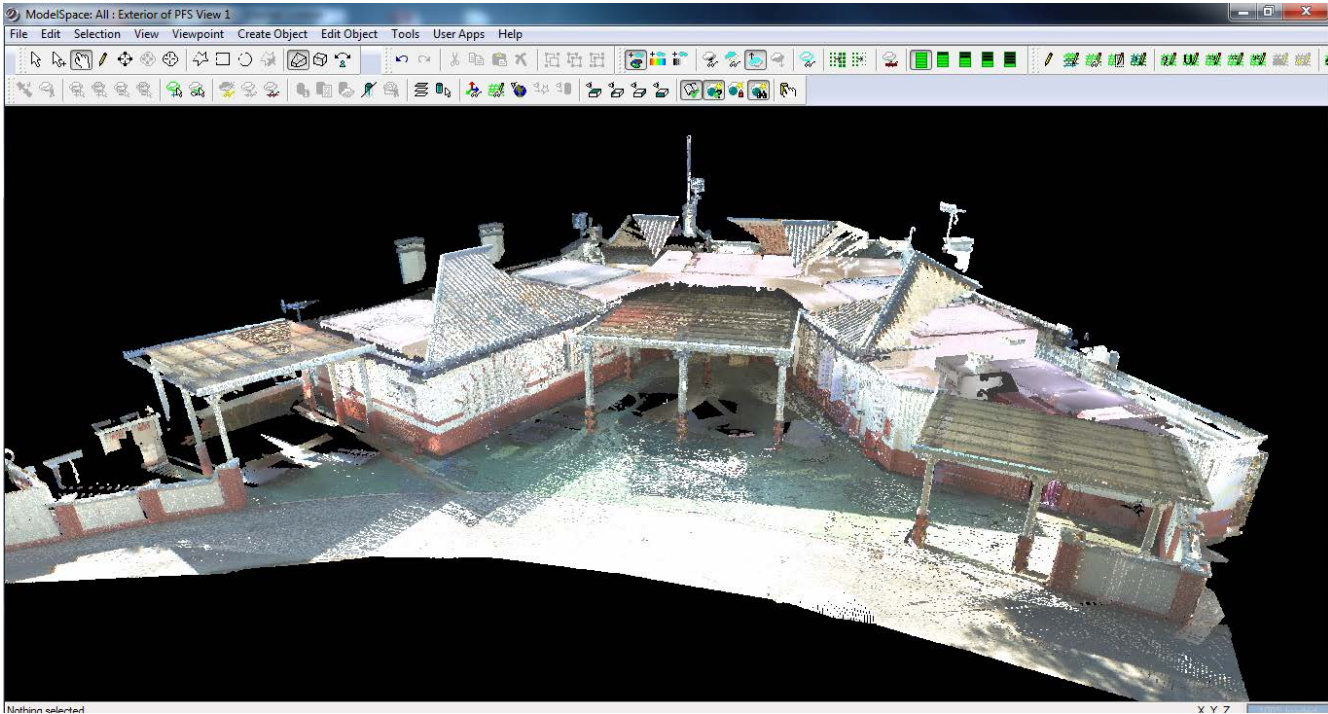 ModelSpace: All : Exterior of PFS View 1
File Edit Selection View Viewpoint Create Object Edit Object Tools User Apps Help
Nothing selected
X, Y, Z